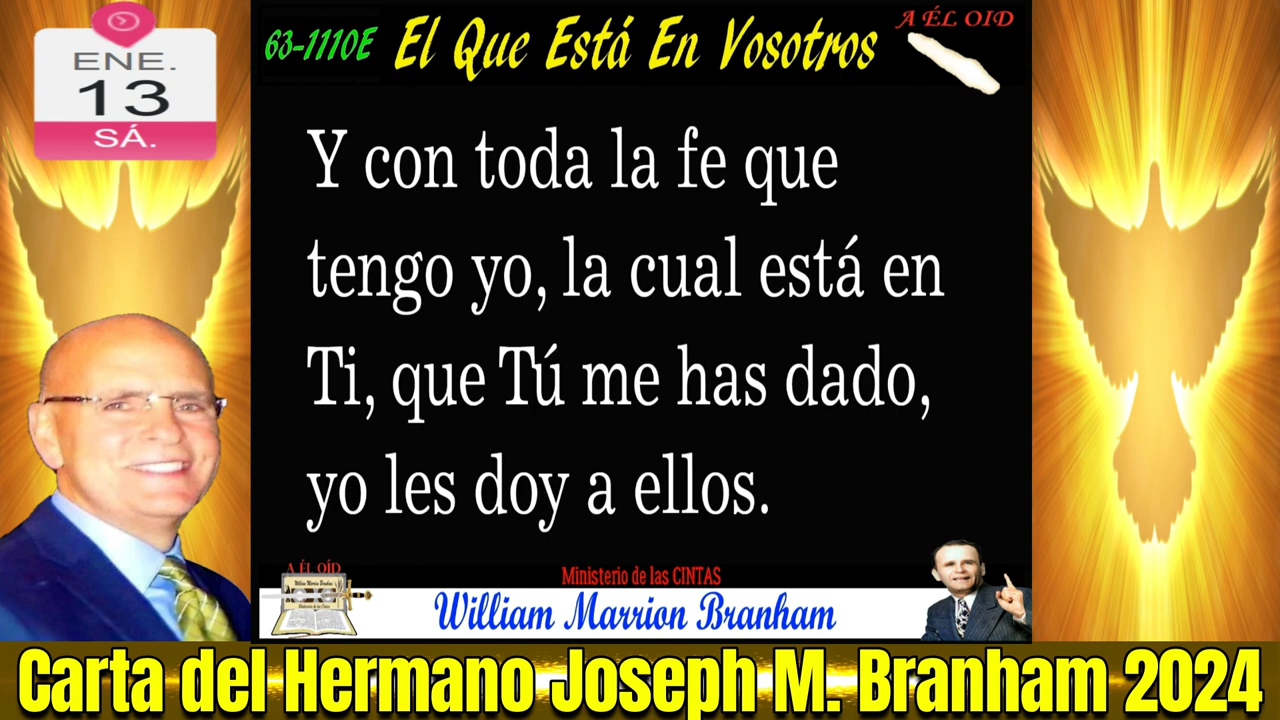 ENE.
13
SÁ.
63-1110E El Que Está En Vosotros
A ÉL OID
Y con toda la fe que
tengo yo, la cual está en
Ti, que Tú me has dado,
yo les doy a ellos.
A ÉL OÍD
Ministerio de las CINTAS
William Marrion Branham
Carta del Hermano Joseph M. Branham 2024